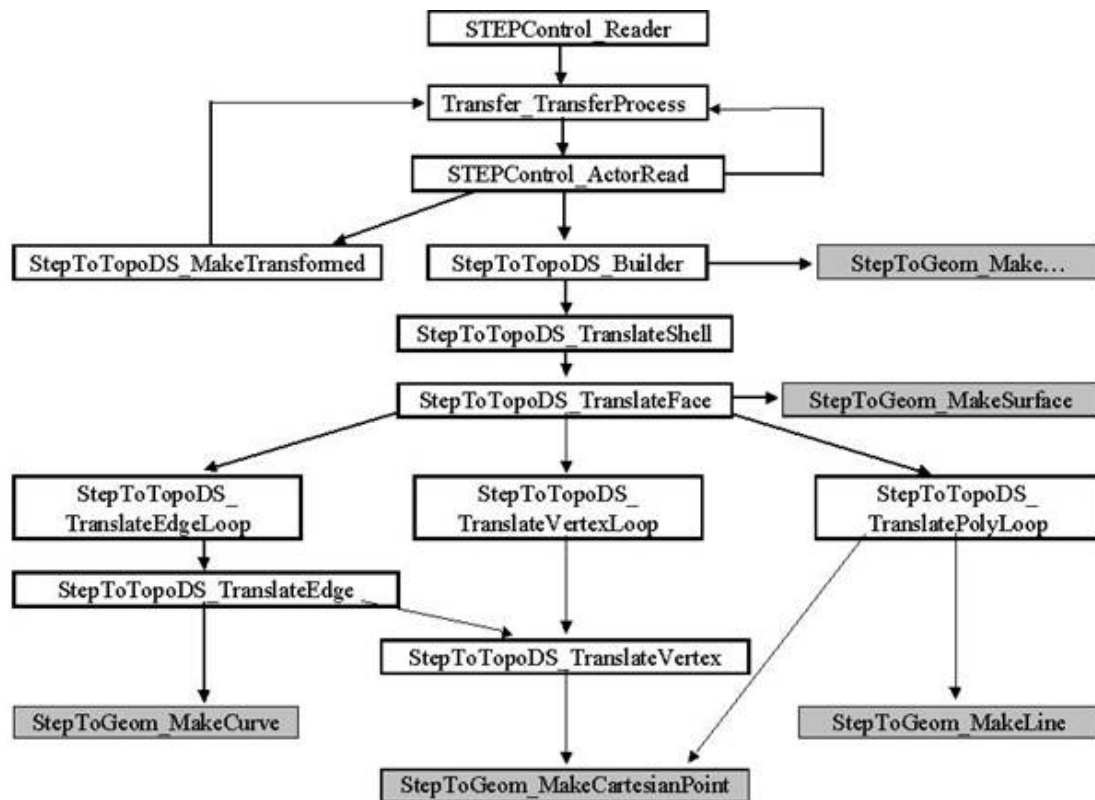 STEPControl_Reader
Transfer_TransferProcess
STEPControl_ActorRead
StepToTopoDS_MakeTransformed
StepToTopoDS_Builder
StepToGeom_Make…
StepToTopoDS_TranslateShell
StepToTopoDS_TranslateFace
StepToGeom_MakeSurface
StepToTopoDS_
TranslateEdgeLoop
StepToTopoDS_
TranslateVertexLoop
StepToTopoDS_
TranslatePolyLoop
StepToTopoDS_TranslateEdge
StepToTopoDS_TranslateVertex
StepToGeom_MakeCurve
StepToGeom_MakeLine
StepToGeom_MakeCartesianPoint